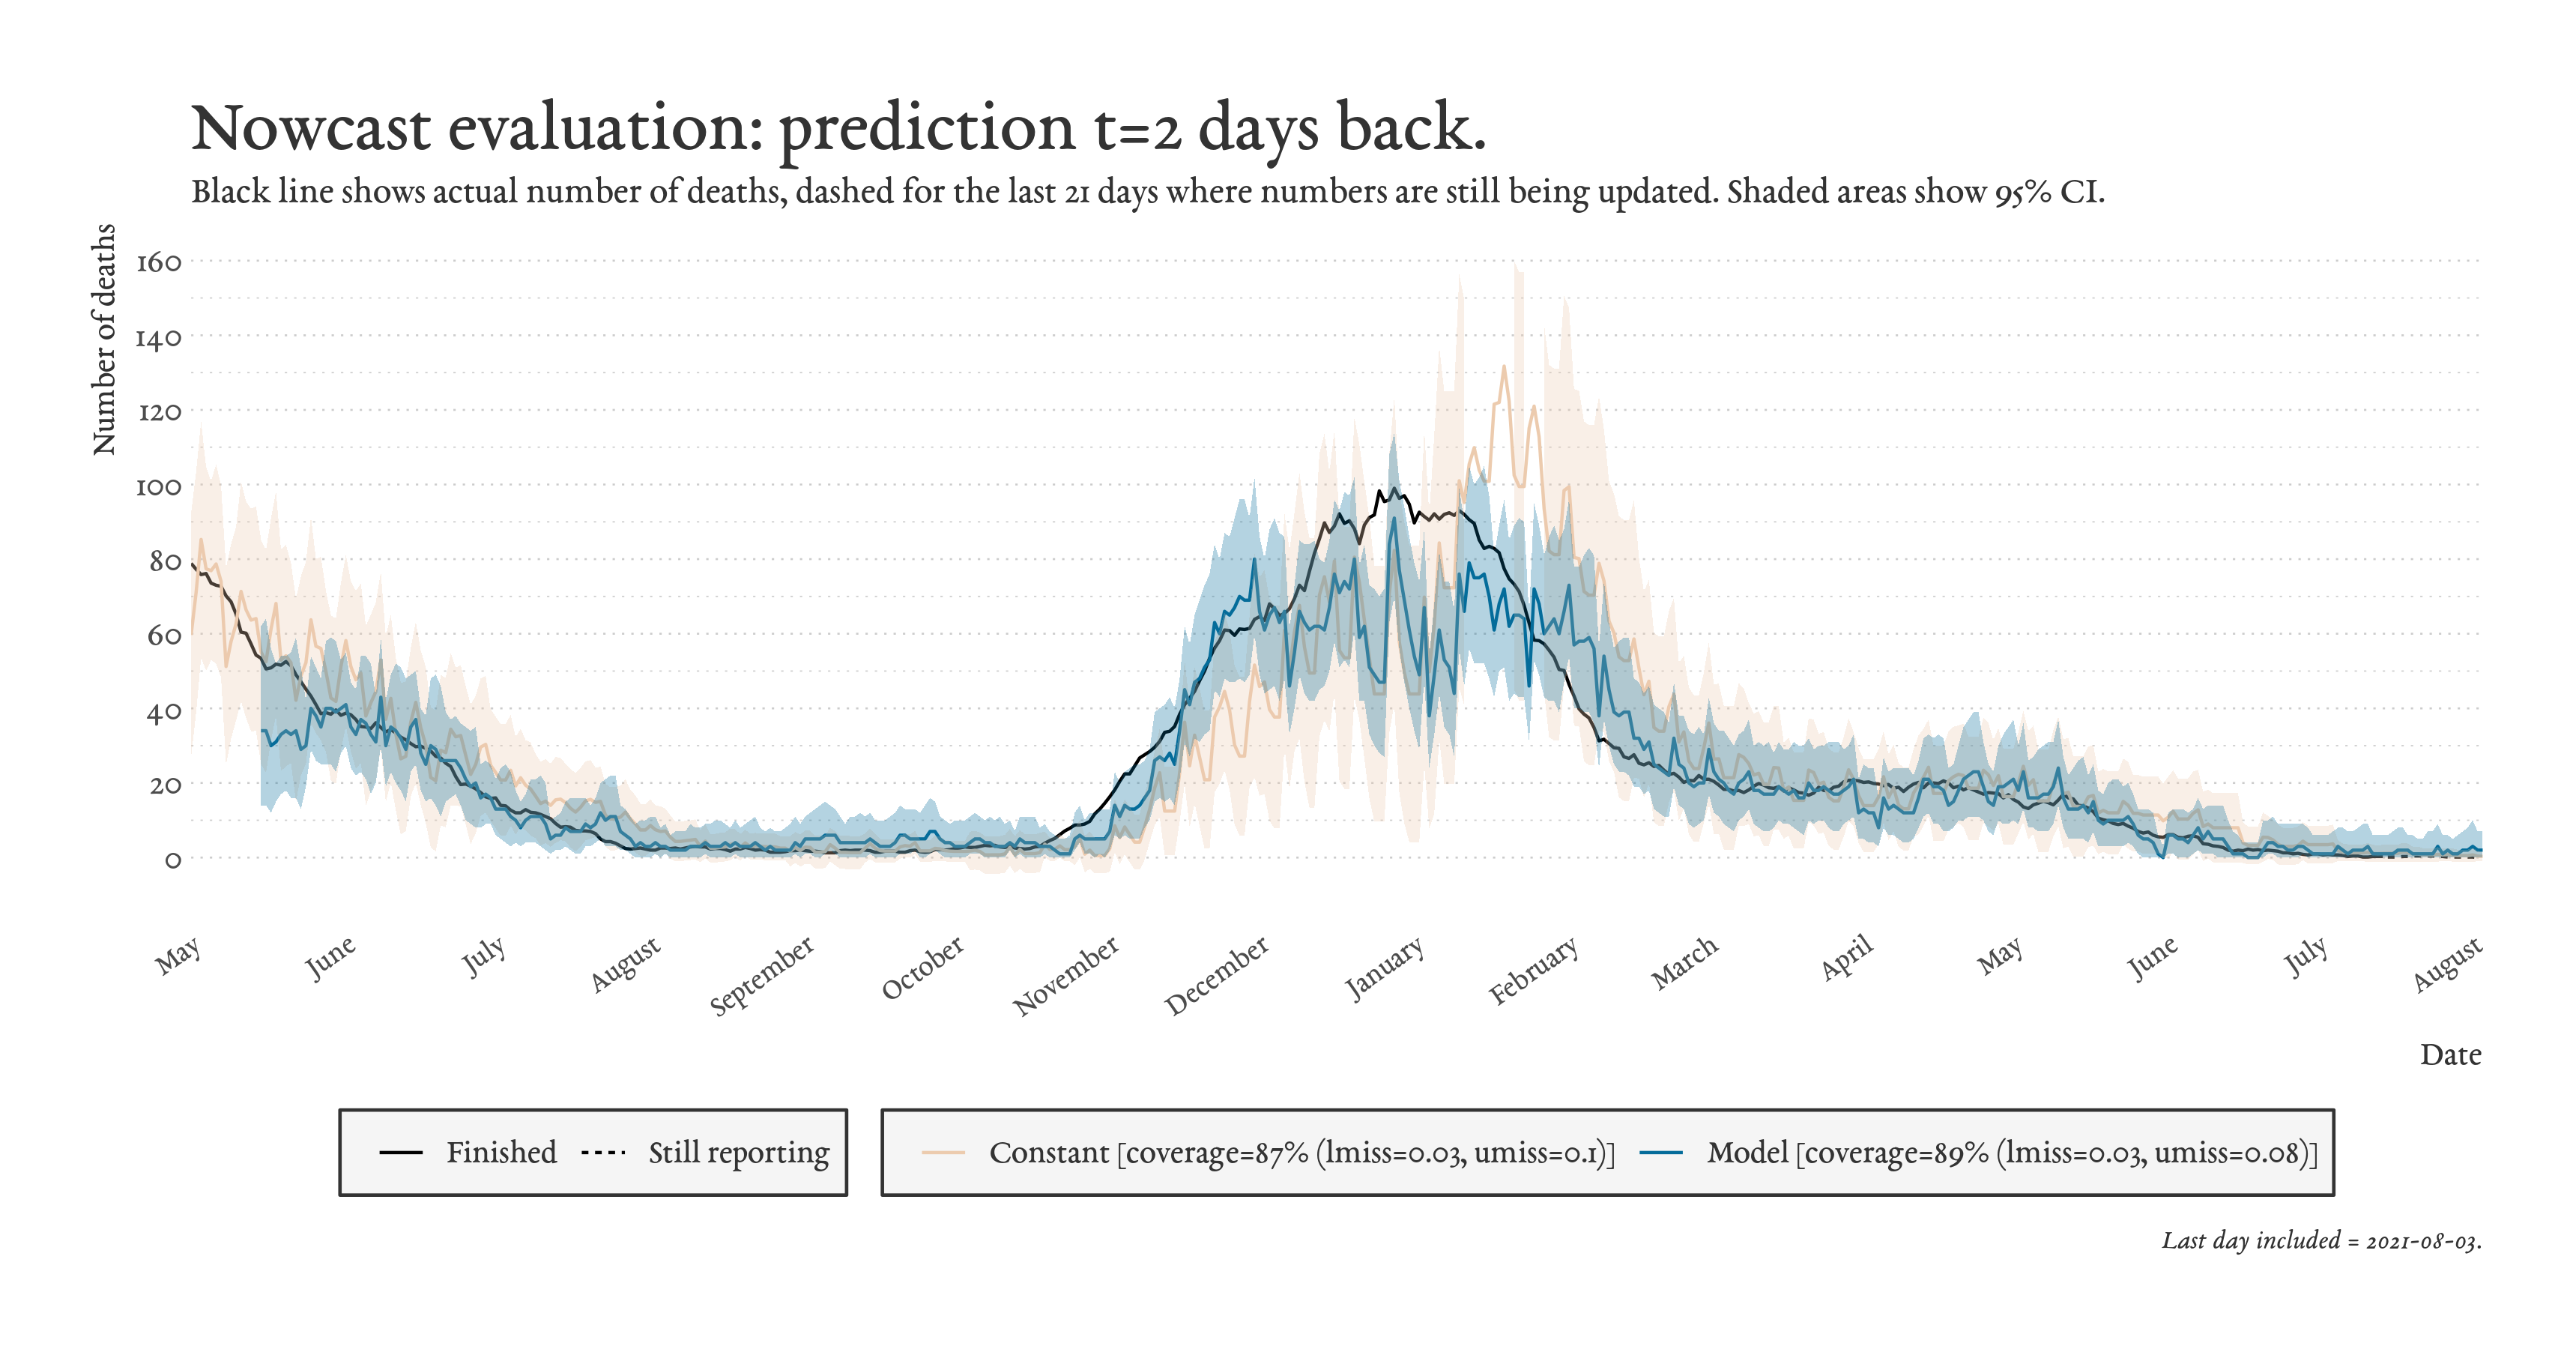 Nowcast evaluation: prediction t=2 days back.
Black line shows actual number of deaths, dashed for the last 21 days where numbers are still being updated. Shaded areas show 95% CI.
Number of deaths
160
140
120
100
80
60
40
20
0
May
June
July
August
September
October
November
December
January
February
March
April
May
June
July
August
Date
Finished
Still reporting
Constant [coverage=87% (lmiss=0.03, umiss=0.1)]
Model [coverage=89% (lmiss=0.03, umiss=0.08)]
Last day included = 2021-08-03.